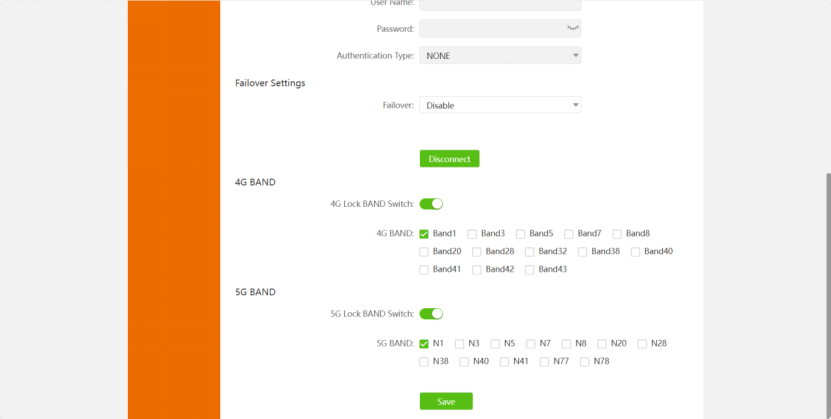 User Name:
Password:
Authentication Type: NONE
Failover Settings
Failover: Disable
Disconnect
4G BAND
4G Lock BAND Switch:
4G BAND: Band1 Band3 Band5 Band7 Band8
Band20 Band28 Band32 Band38 Band40
Band41 Band42 Band43
5G BAND
5G Lock BAND Switch:
5G BAND: N1 N3 N5 N7 N8 N20 N28
N38 N40 N41 N77 N78
Save